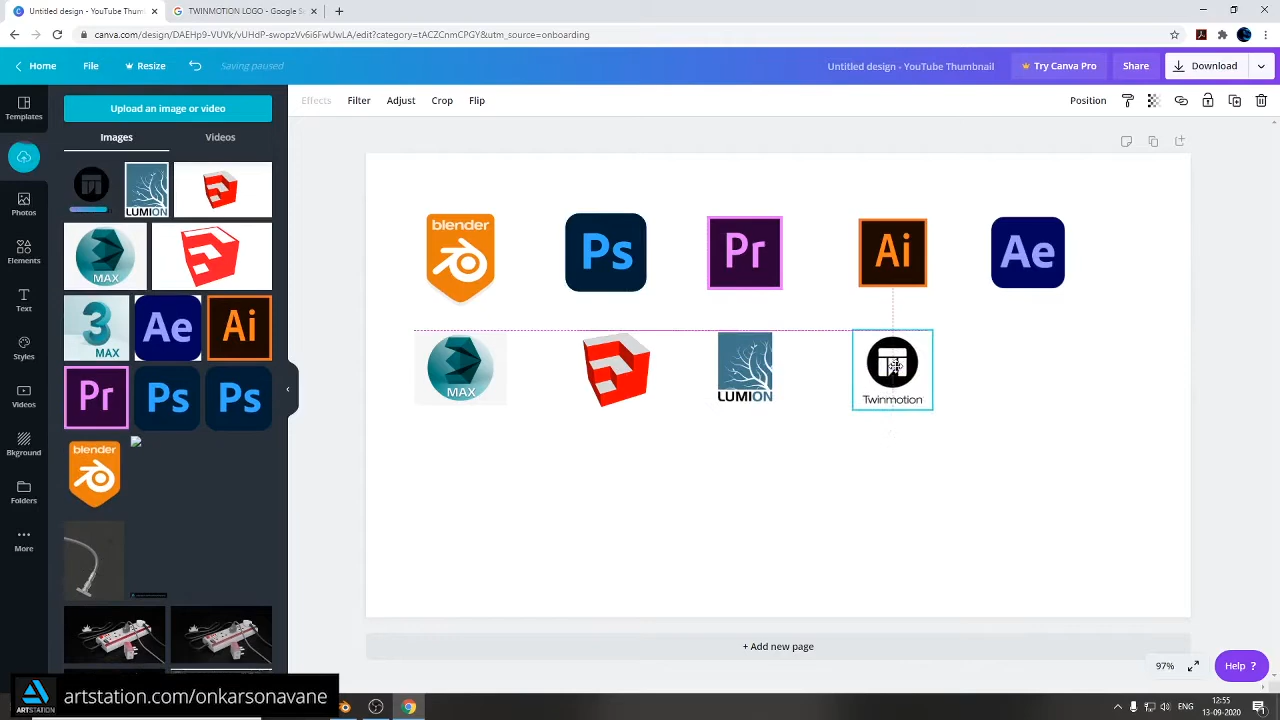 Untitled design - YouTube Thum
TWINMOTION LOGO - Google S
canva.com/design/DAEHp9-VUVk/vUHdP-swopzVv6i6FwUwLA/edit?category=tACZCnmCPGY&utm_source=onboarding
Home
File
Resize
Saving paused
Untitled design - YouTube Thumbnail
Try Canva Pro
Share
Download
Templates
Upload an image or video
Effects
Filter
Adjust
Crop
Flip
Position
Images
Videos
Photos
Elements
Text
Styles
Videos
Bkground
Folders
More
LUMION
MAX
3
MAX
Ae
Ai
Pr
Ps
Ps
blender
blender
Ps
Pr
Ai
Ae
MAX
LUMION
Twinmotion
+ Add new page
97%
Help ?
ARTSTATION
artstation.com/onkarsonavane
ENG
12:55
13-09-2020